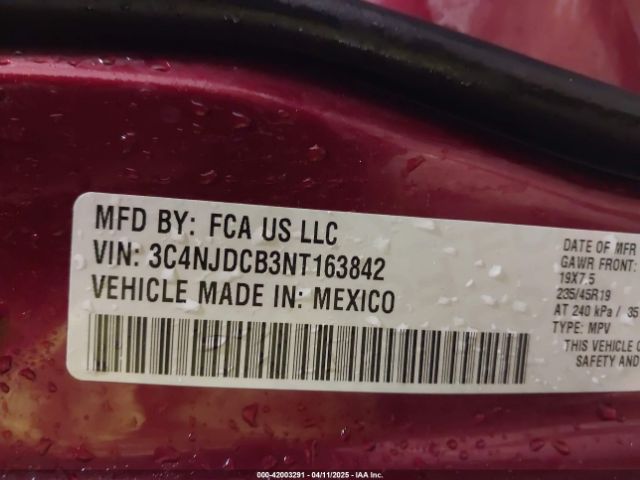 MFD BY: FCA US LLC
VIN: 3C4NJDCB3NT163842
VEHICLE MADE IN: MEXICO
DATE OF MFR
GAWR FRONT:
19X7.5
235/45R19
AT 240 kPa / 35
TYPE: MPV
THIS VEHICLE
SAFETY AND
000-42003291 - 04/11/2025 - IAA Inc.